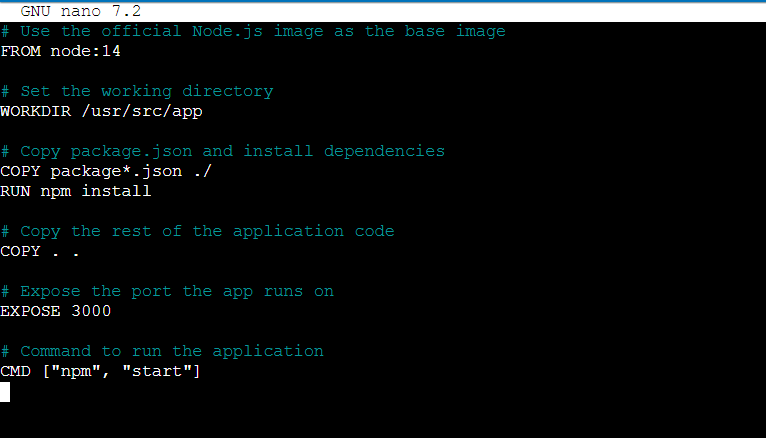 GNU nano 7.2
# Use the official Node.js image as the base image
FROM node:14
# Set the working directory
WORKDIR /usr/src/app
# Copy package.json and install dependencies
COPY package*.json ./
RUN npm install
# Copy the rest of the application code
COPY . .
# Expose the port the app runs on
EXPOSE 3000
# Command to run the application
CMD ["npm", "start"]